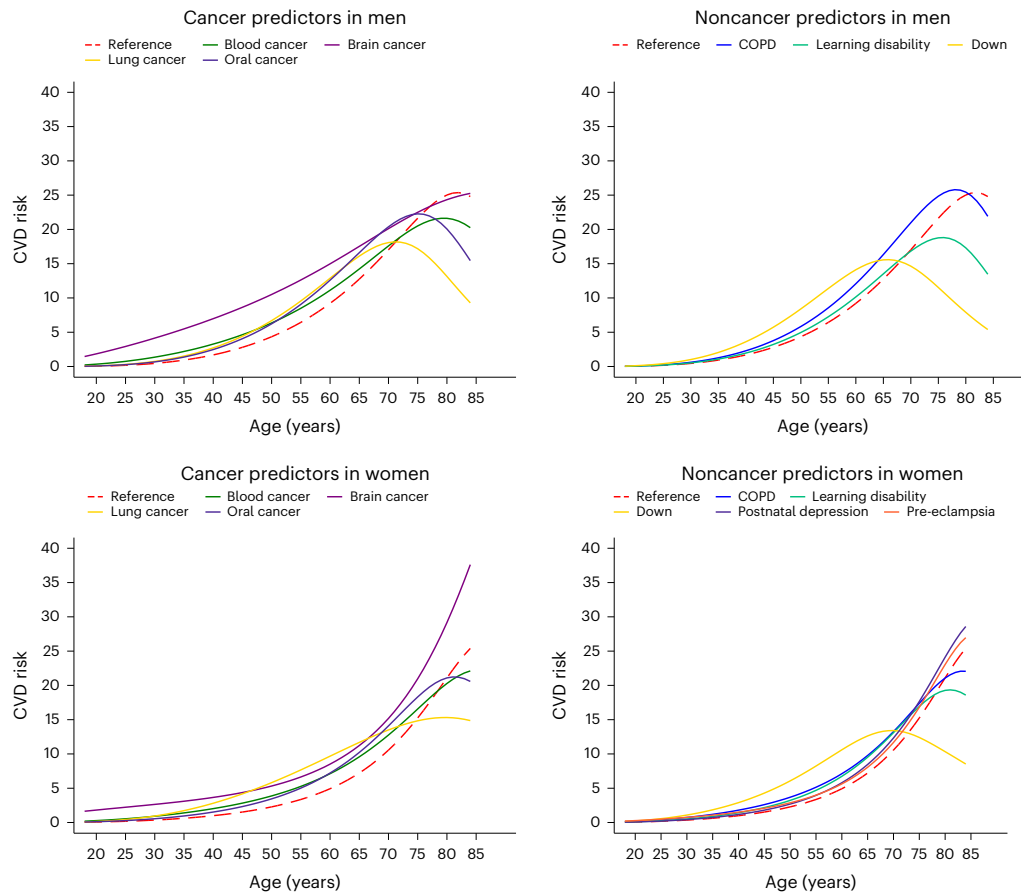 Cancer predictors in men
Reference Blood cancer Brain cancer
Lung cancer Oral cancer
40
35
30
25
20
15
10
5
0
CVD risk
20 25 30 35 40 45 50 55 60 65 70 75 80 85
Age (years)
Noncancer predictors in men
Reference COPD Learning disability Down
40
35
30
25
20
15
10
5
0
CVD risk
20 25 30 35 40 45 50 55 60 65 70 75 80 85
Age (years)
Cancer predictors in women
Reference Blood cancer Brain cancer
Lung cancer Oral cancer
40
35
30
25
20
15
10
5
0
CVD risk
20 25 30 35 40 45 50 55 60 65 70 75 80 85
Age (years)
Noncancer predictors in women
Reference COPD Learning disability
Down Postnatal depression Pre-eclampsia
40
35
30
25
20
15
10
5
0
CVD risk
20 25 30 35 40 45 50 55 60 65 70 75 80 85
Age (years)